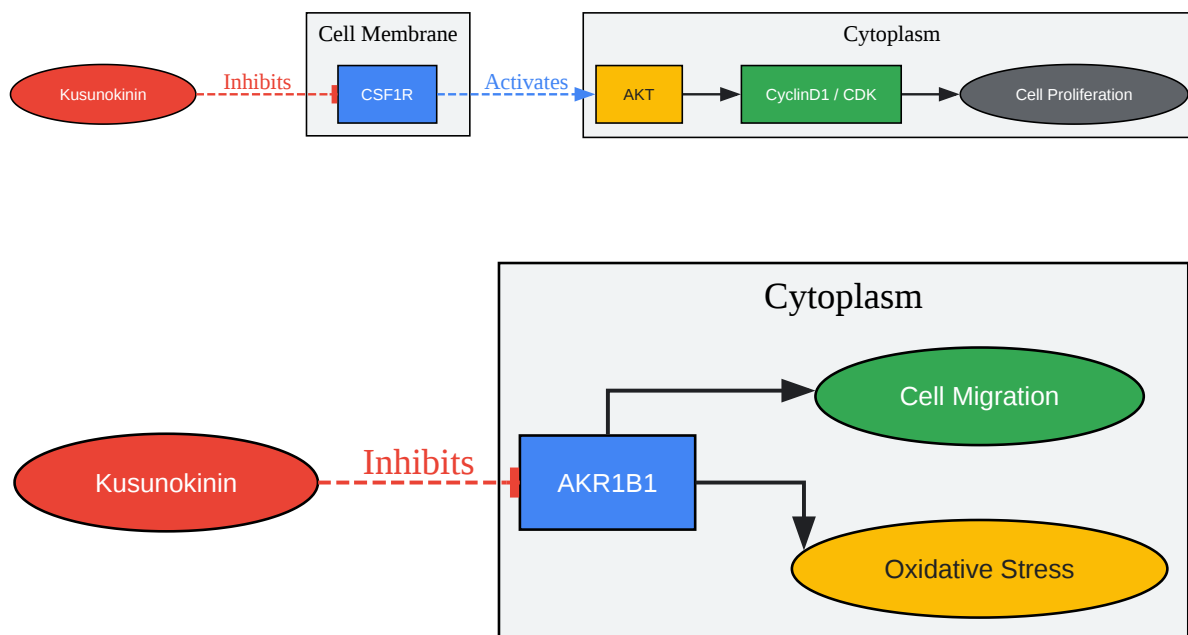 Cell Membrane
Cytoplasm
Kusunokinin
Inhibits
CSF1R
Activates
AKT
CyclinD1 / CDK
Cell Proliferation
Cytoplasm
Cell Migration
Kusunokinin
Inhibits
AKR1B1
Oxidative Stress